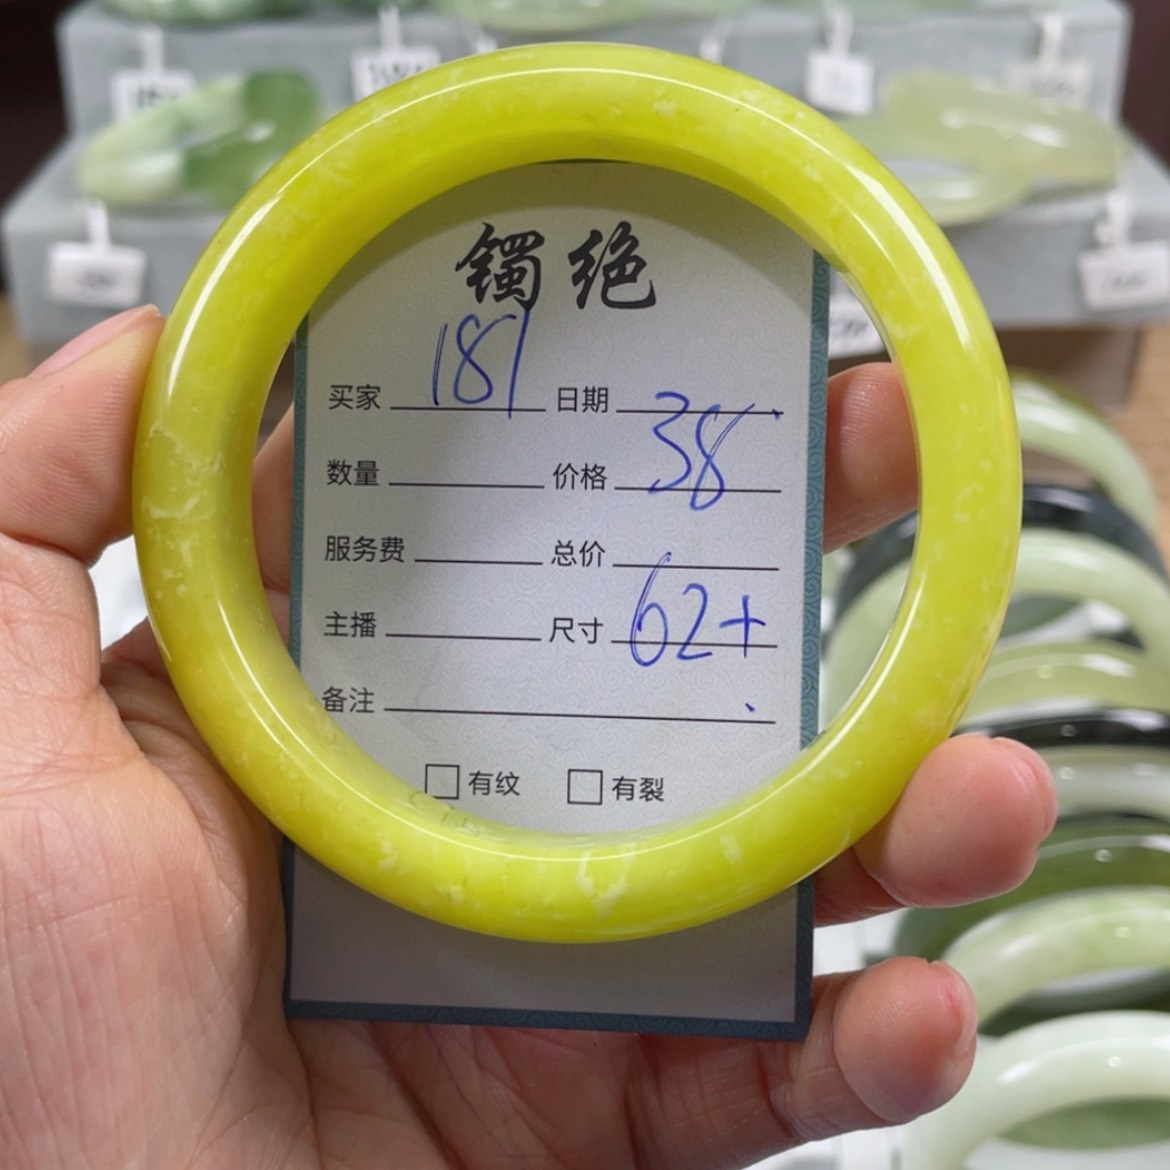 镯绝
买家 187 日期
数量 价格 38
服务费 总价
主播 尺寸 62+
备注
□ 有纹 □ 有裂